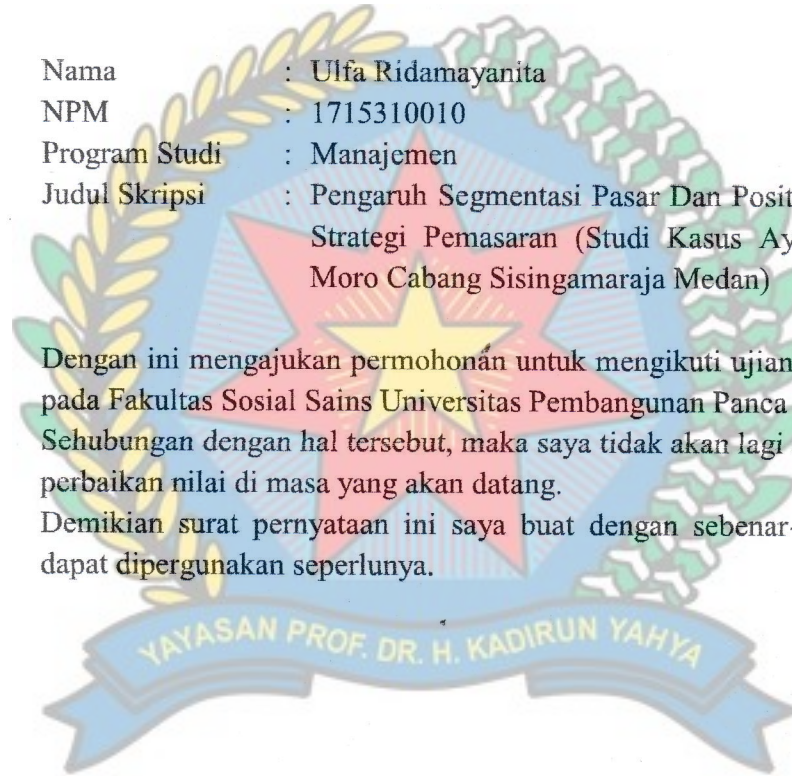 Nama : Ulfa Ridamayanita
NPM : 1715310010
Program Studi : Manajemen
Judul Skripsi : Pengaruh Segmentasi Pasar Dan Posit
Strategi Pemasaran (Studi Kasus Ay
Moro Cabang Sisingamaraja Medan)
Dengan ini mengajukan permohonan untuk mengikuti ujian
pada Fakultas Sosial Sains Universitas Pembangunan Panca
Sehubungan dengan hal tersebut, maka saya tidak akan lagi
perbaikan nilai di masa yang akan datang.
Demikian surat pernyataan ini saya buat dengan sebenar-
dapat dipergunakan seperlunya.
YAYASAN PROF. DR. H. KADIRUN YAHYA